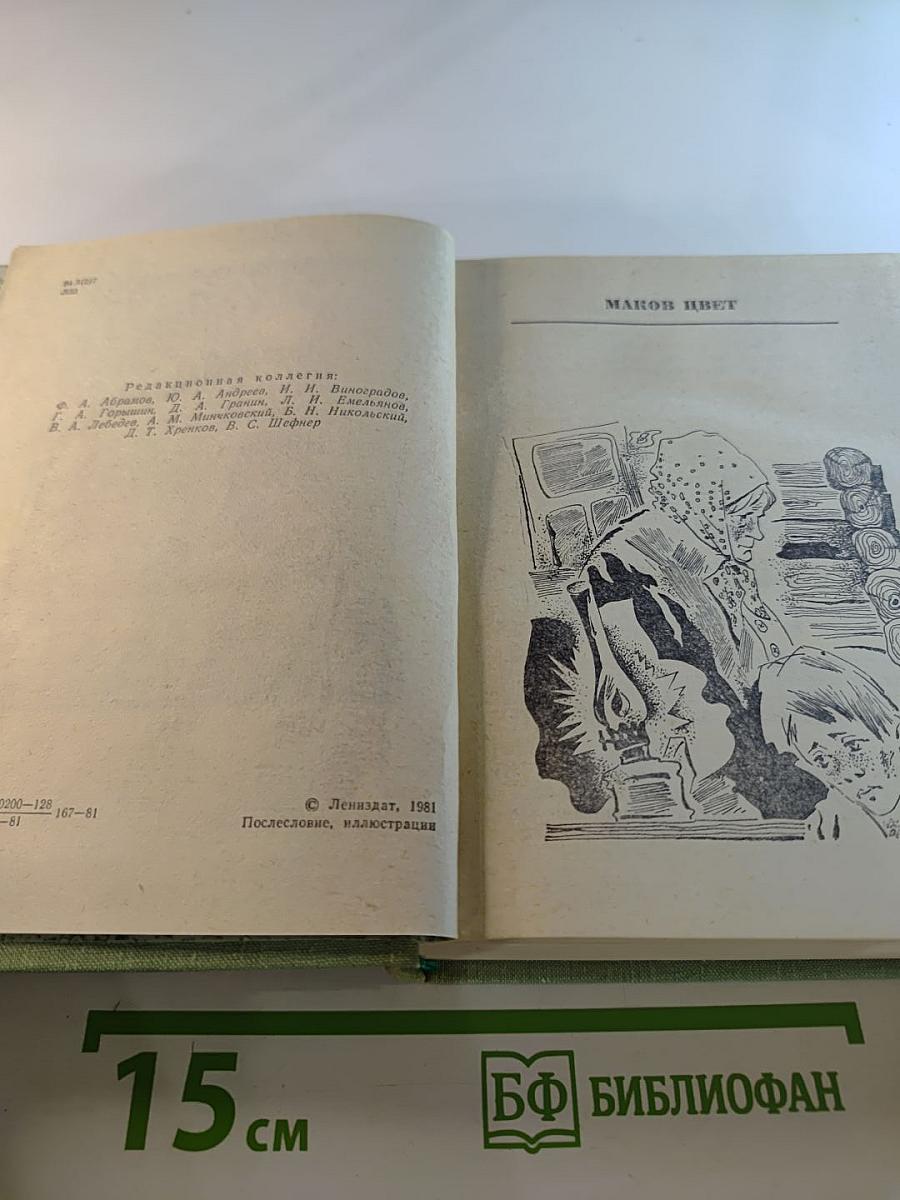 Редакционная коллегия:
Ф. А. Абрамов, Ю. А. Андреев, И. И. Виноградов,
Г. А. Горышин, Д. А. Гранин, Л. И. Емельянов,
В. А. Лебедев, А. М. Минчковский, Б. Н. Никольский,
Д. Т. Хренков, В. С. Шефнер
0200—128
—81
167—81
© Лениздат, 1981
Послесловие, иллюстрации
МАКОВ ЦВЕТ
15 см
БФ БИБЛИОФАН